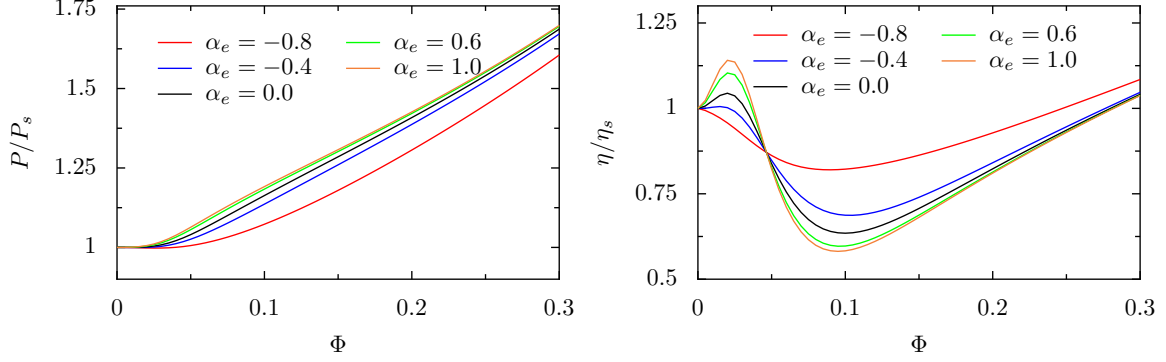 1.75
1.5
1.25
1
P/P_s
α_e = −0.8
α_e = −0.4
α_e = 0.0
α_e = 0.6
α_e = 1.0
0 0.1 0.2 0.3
Φ
1.25
1
0.75
0.5
η/η_s
α_e = −0.8
α_e = −0.4
α_e = 0.0
α_e = 0.6
α_e = 1.0
0 0.1 0.2 0.3
Φ